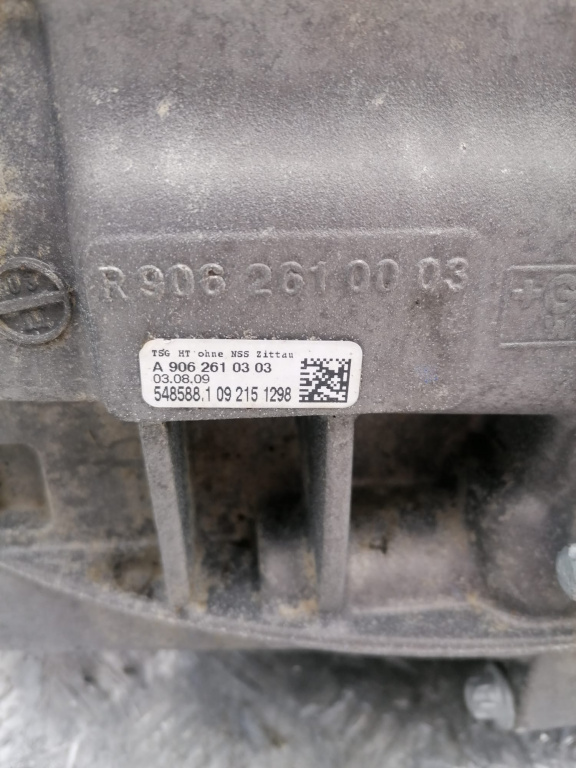 R 906 261 00 03
TSG HT ohne NSS Zittau
A 906 261 03 03
03.08.09
548588.1 09 215 1298